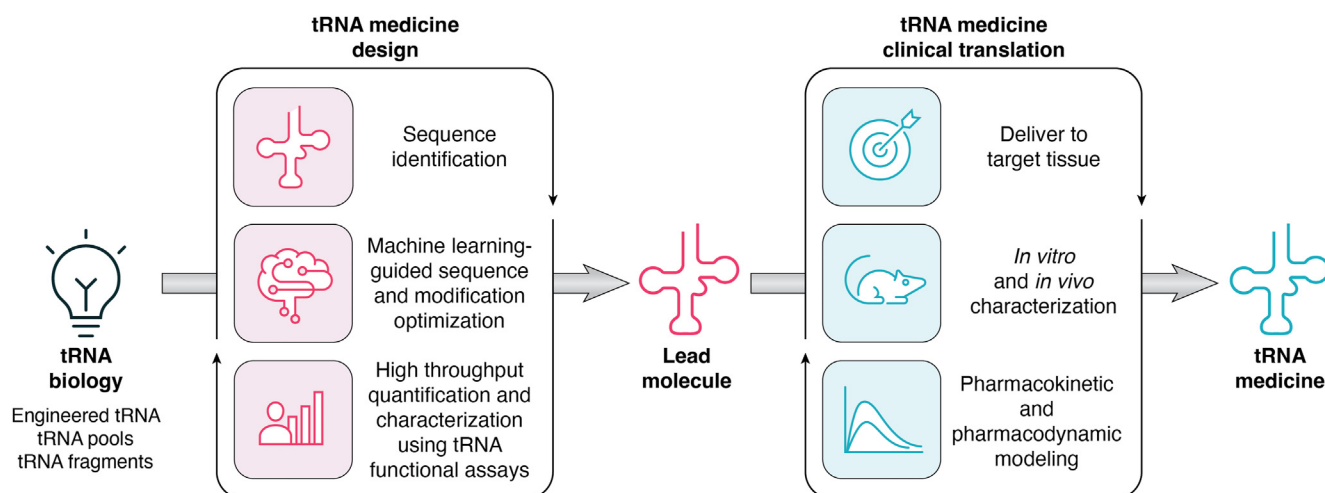 tRNA medicine
design
tRNA medicine
clinical translation
Sequence
identification
Machine learning-
guided sequence
and modification
optimization
High throughput
quantification and
characterization
using tRNA
functional assays
tRNA
biology
Engineered tRNA
tRNA pools
tRNA fragments
Lead
molecule
Deliver to
target tissue
In vitro
and in vivo
characterization
Pharmacokinetic
and
pharmacodynamic
modeling
tRNA
medicine